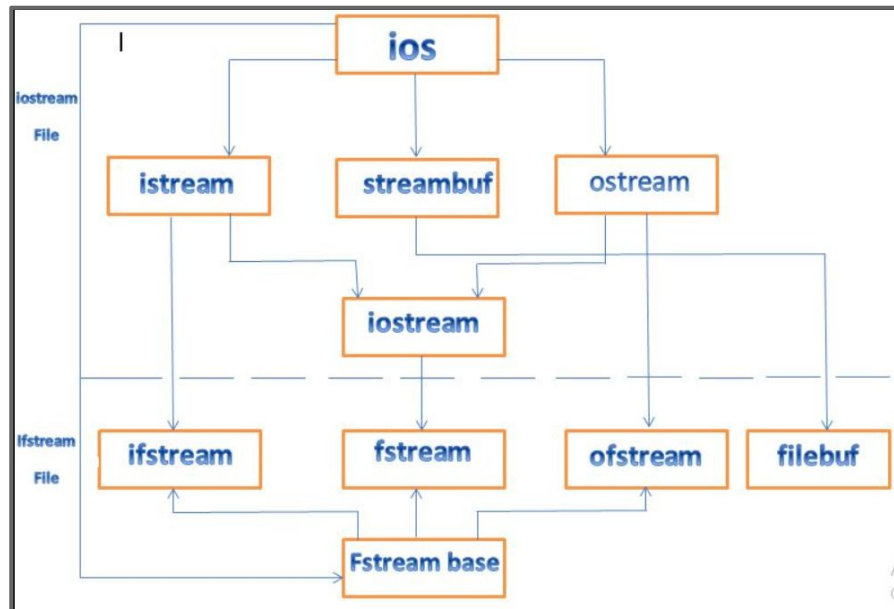 ios
iostream
File
istream
streambuf
ostream
iostream
Ifstream
File
ifstream
fstream
ofstream
filebuf
Fstream base